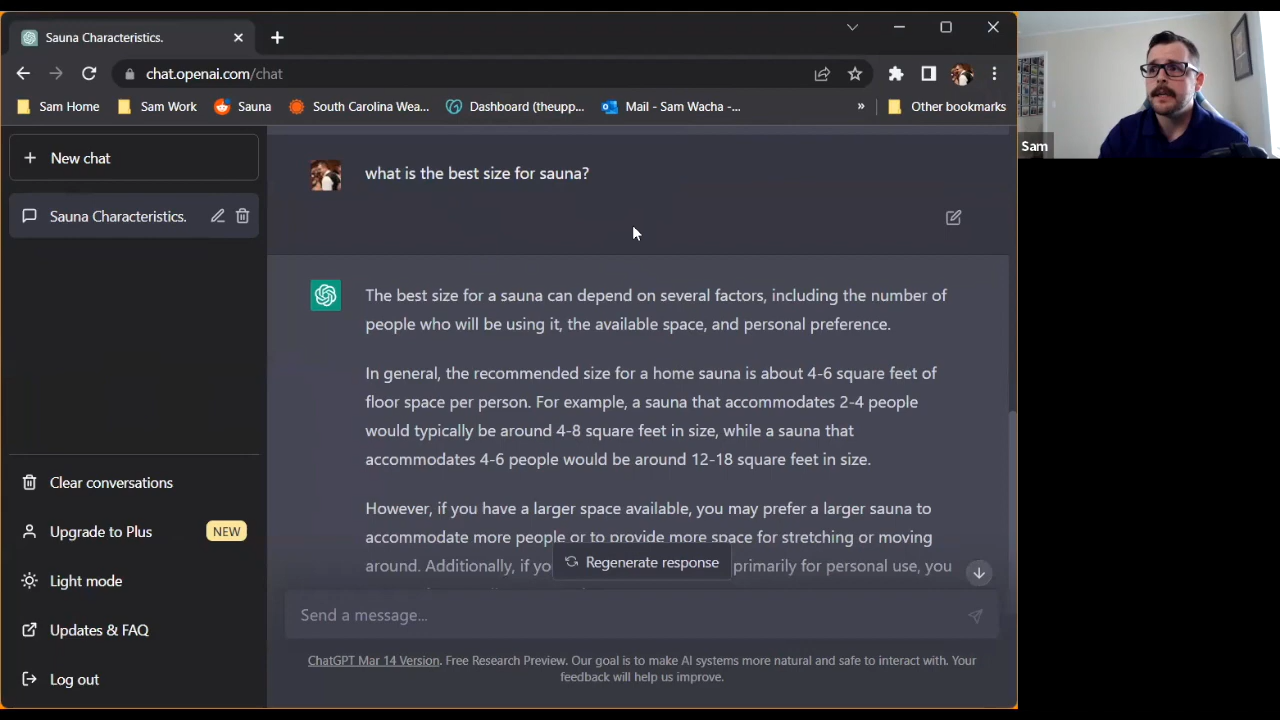 Sauna Characteristics.
chat.openai.com/chat
Sam Home
Sam Work
Sauna
South Carolina Wea...
Dashboard (theupp...
Mail - Sam Wacha -...
»
Other bookmarks
Sam
+ New chat
Sauna Characteristics.
what is the best size for sauna?
The best size for a sauna can depend on several factors, including the number of
people who will be using it, the available space, and personal preference.
In general, the recommended size for a home sauna is about 4-6 square feet of
floor space per person. For example, a sauna that accommodates 2-4 people
would typically be around 4-8 square feet in size, while a sauna that
accommodates 4-6 people would be around 12-18 square feet in size.
However, if you have a larger space available, you may prefer a larger sauna to
accommodate more people or to provide more space for stretching or moving
around. Additionally, if yo
primarily for personal use, you
Regenerate response
Send a message...
ChatGPT Mar 14 Version. Free Research Preview. Our goal is to make AI systems more natural and safe to interact with. Your
feedback will help us improve.
Clear conversations
Upgrade to Plus
NEW
Light mode
Updates & FAQ
Log out